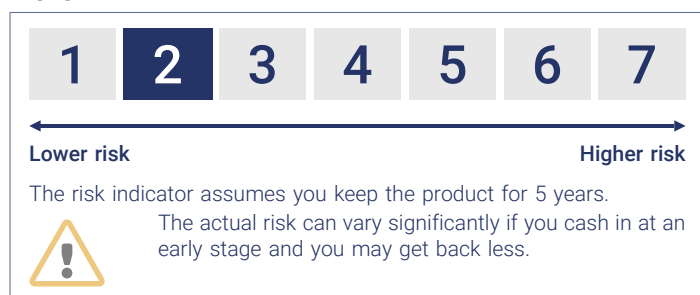 1 2 3 4 5 6 7
Lower risk Higher risk
The risk indicator assumes you keep the product for 5 years.
The actual risk can vary significantly if you cash in at an
early stage and you may get back less.